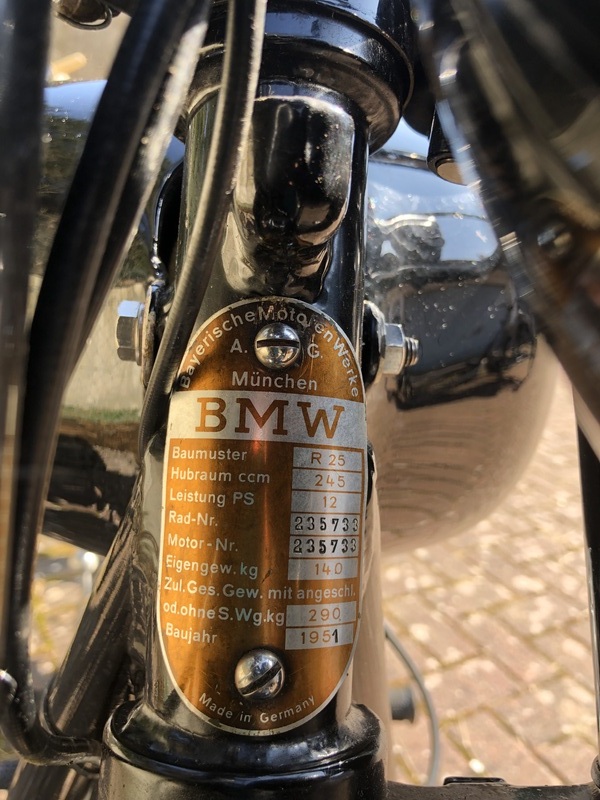 Bayerische Motoren Werke
A. G.
München
BMW
Baumuster R 25
Hubraum ccm 245
Leistung PS 12
Rad-Nr. 235733
Motor-Nr. 235733
Eigengew. kg 140
Zul.Ges.Gew. mit angeschl.
od.ohne S.Wg.kg 290
Baujahr 1951
Made in Germany